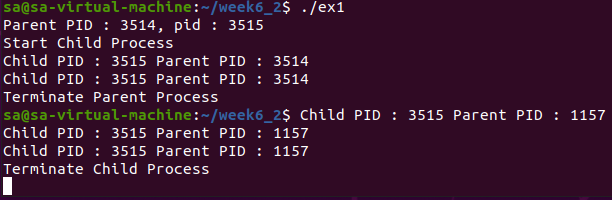 sa@sa-virtual-machine:~/week6_2$ ./ex1
Parent PID : 3514, pid : 3515
Start Child Process
Child PID : 3515 Parent PID : 3514
Child PID : 3515 Parent PID : 3514
Terminate Parent Process
sa@sa-virtual-machine:~/week6_2$ Child PID : 3515 Parent PID : 1157
Child PID : 3515 Parent PID : 1157
Child PID : 3515 Parent PID : 1157
Terminate Child Process